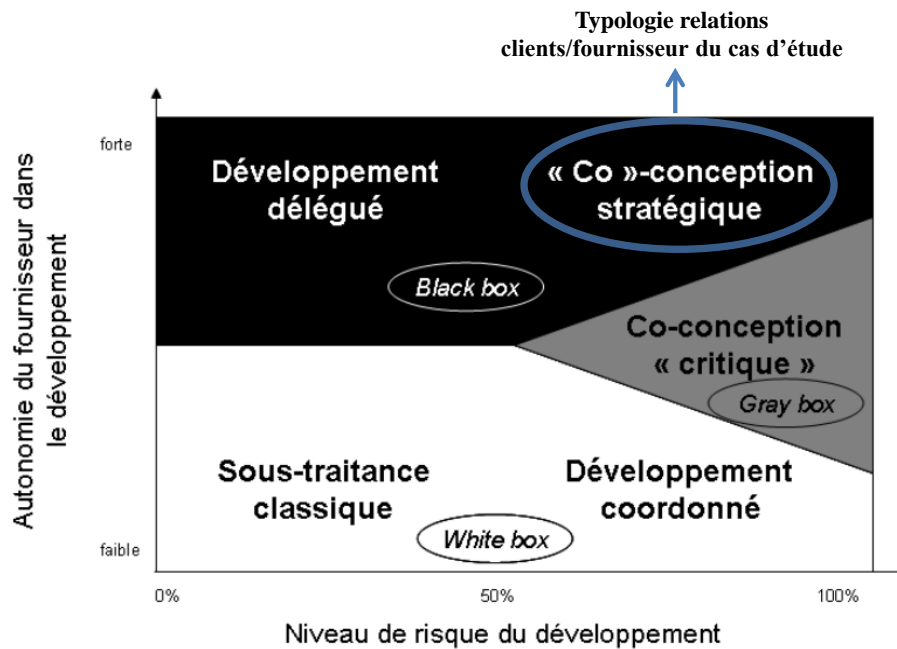 Typologie relations
clients/fournisseur du cas d’étude
Autonomie du fournisseur dans
le développement
forte
faible
Développement
délégué
« Co »-conception
stratégique
Black box
Co-conception
« critique »
Gray box
Sous-traitance
classique
Développement
coordonné
White box
0%
50%
100%
Niveau de risque du développement